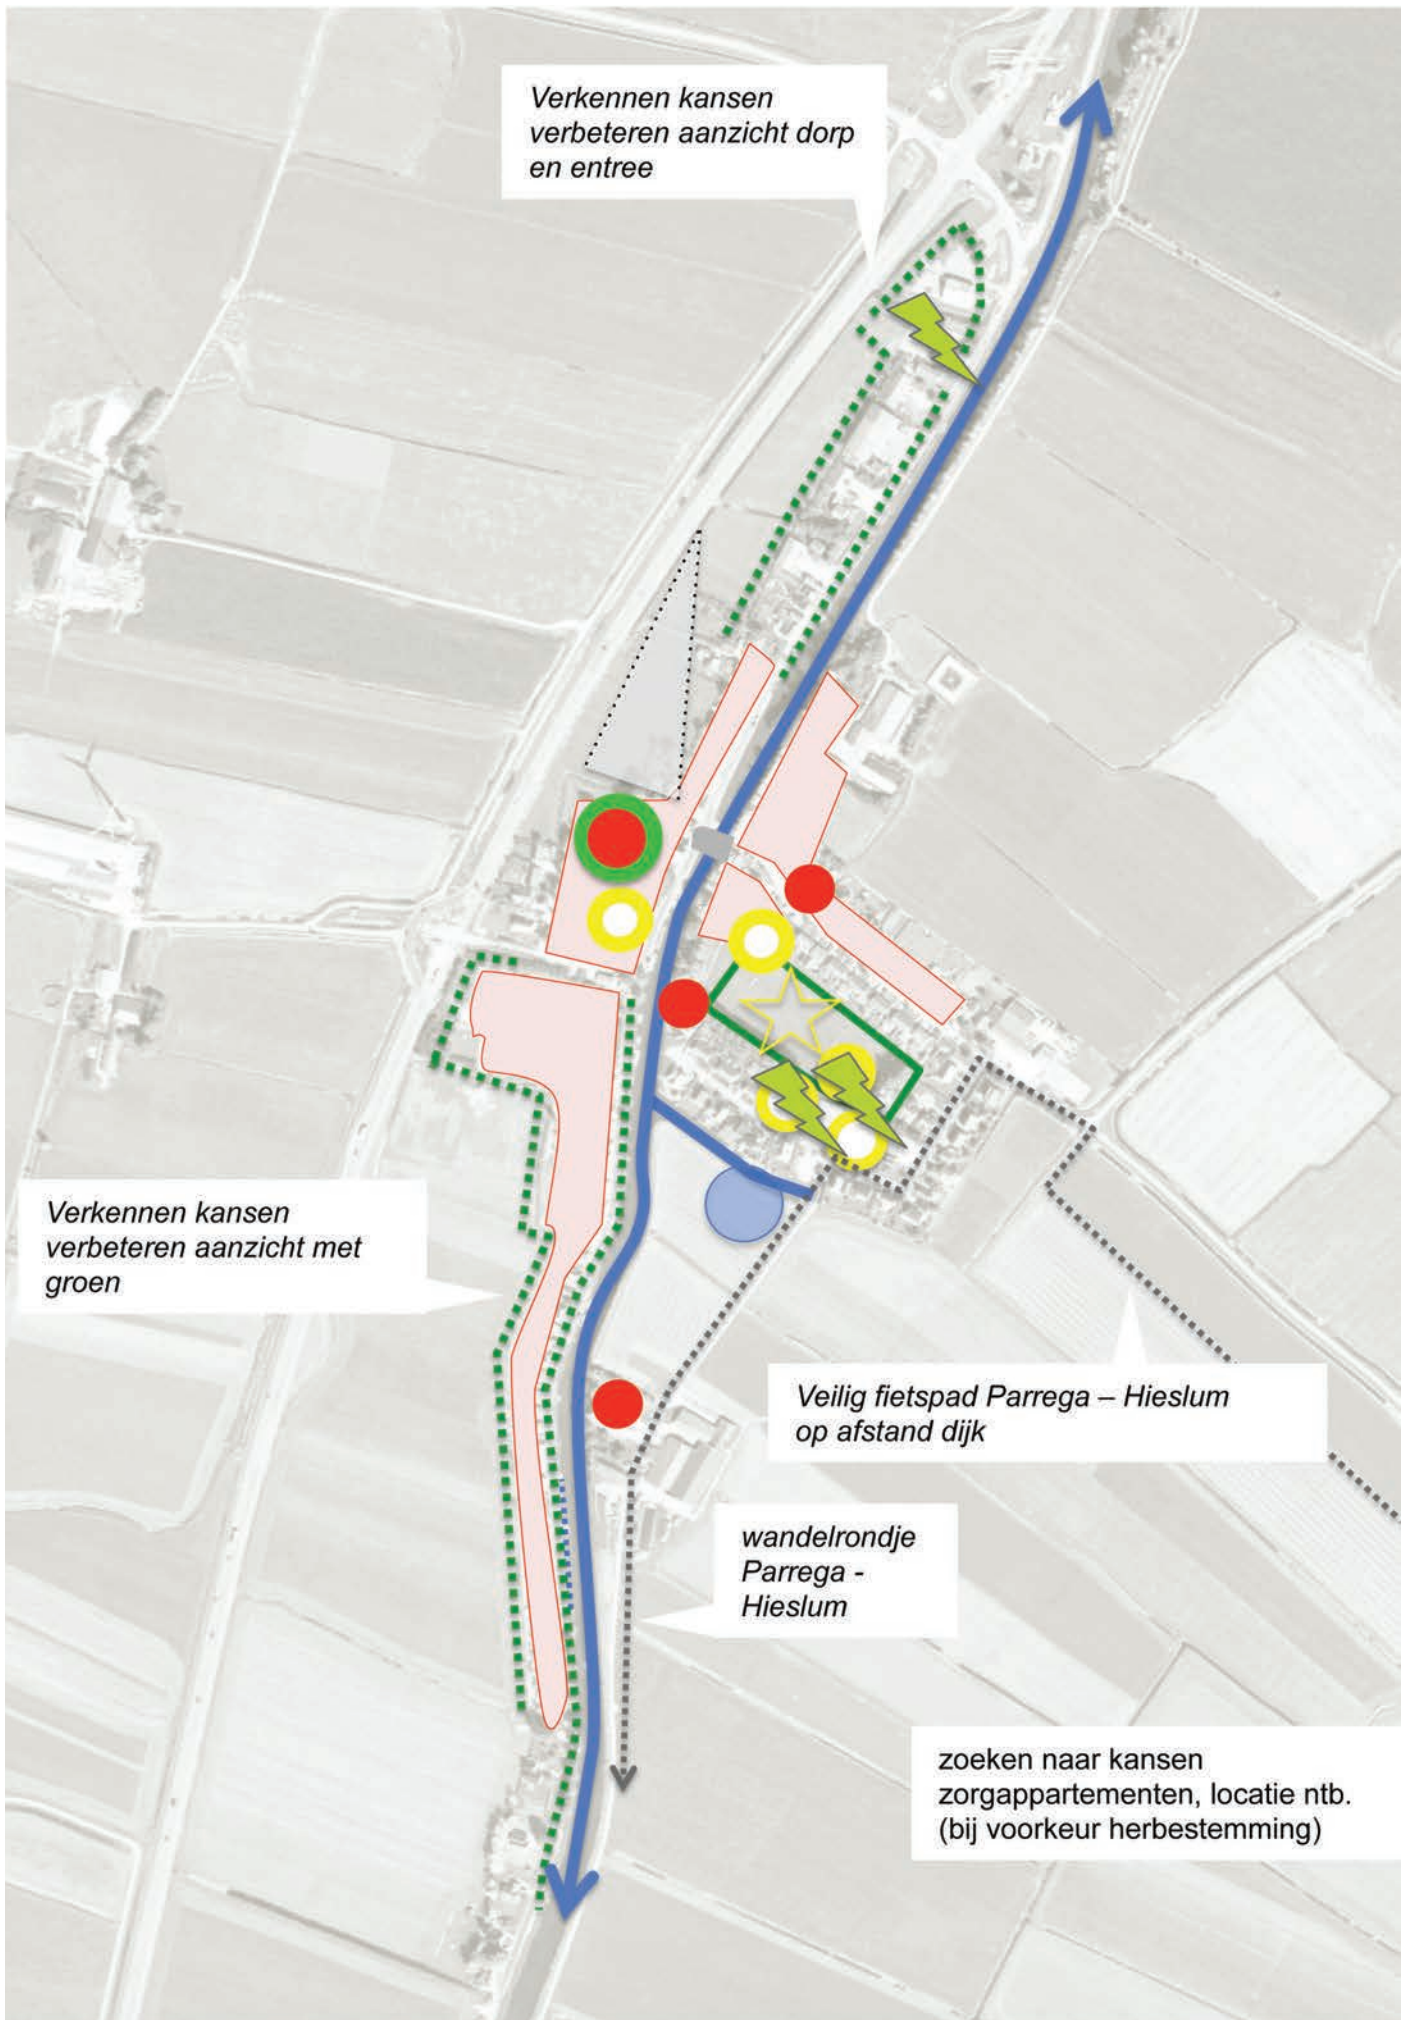 Verkennen kansen
verbeteren aanzicht dorp
en entree
Verkennen kansen
verbeteren aanzicht met
groen
Veilig fietspad Parrega – Hieslum
op afstand dijk
wandelrondje
Parrega -
Hieslum
zoeken naar kansen
zorgappartementen, locatie ntb.
(bij voorkeur herbestemming)